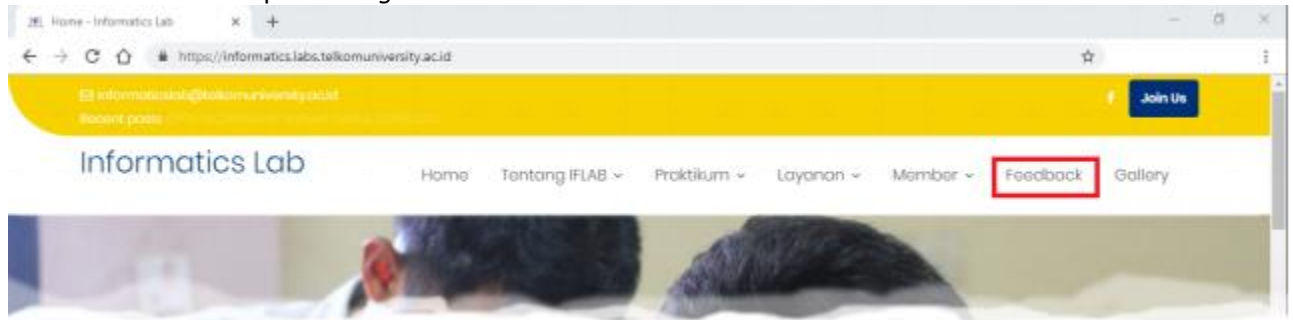 Home - Informatics Lab
https://informatics.labs.telkomuniversity.ac.id
informaticslab@telkomuniversity.ac.id
Join Us
Recent posts
Informatics Lab
Home Tentang IFLAB Praktikum Layanan Member Feedback Gallery